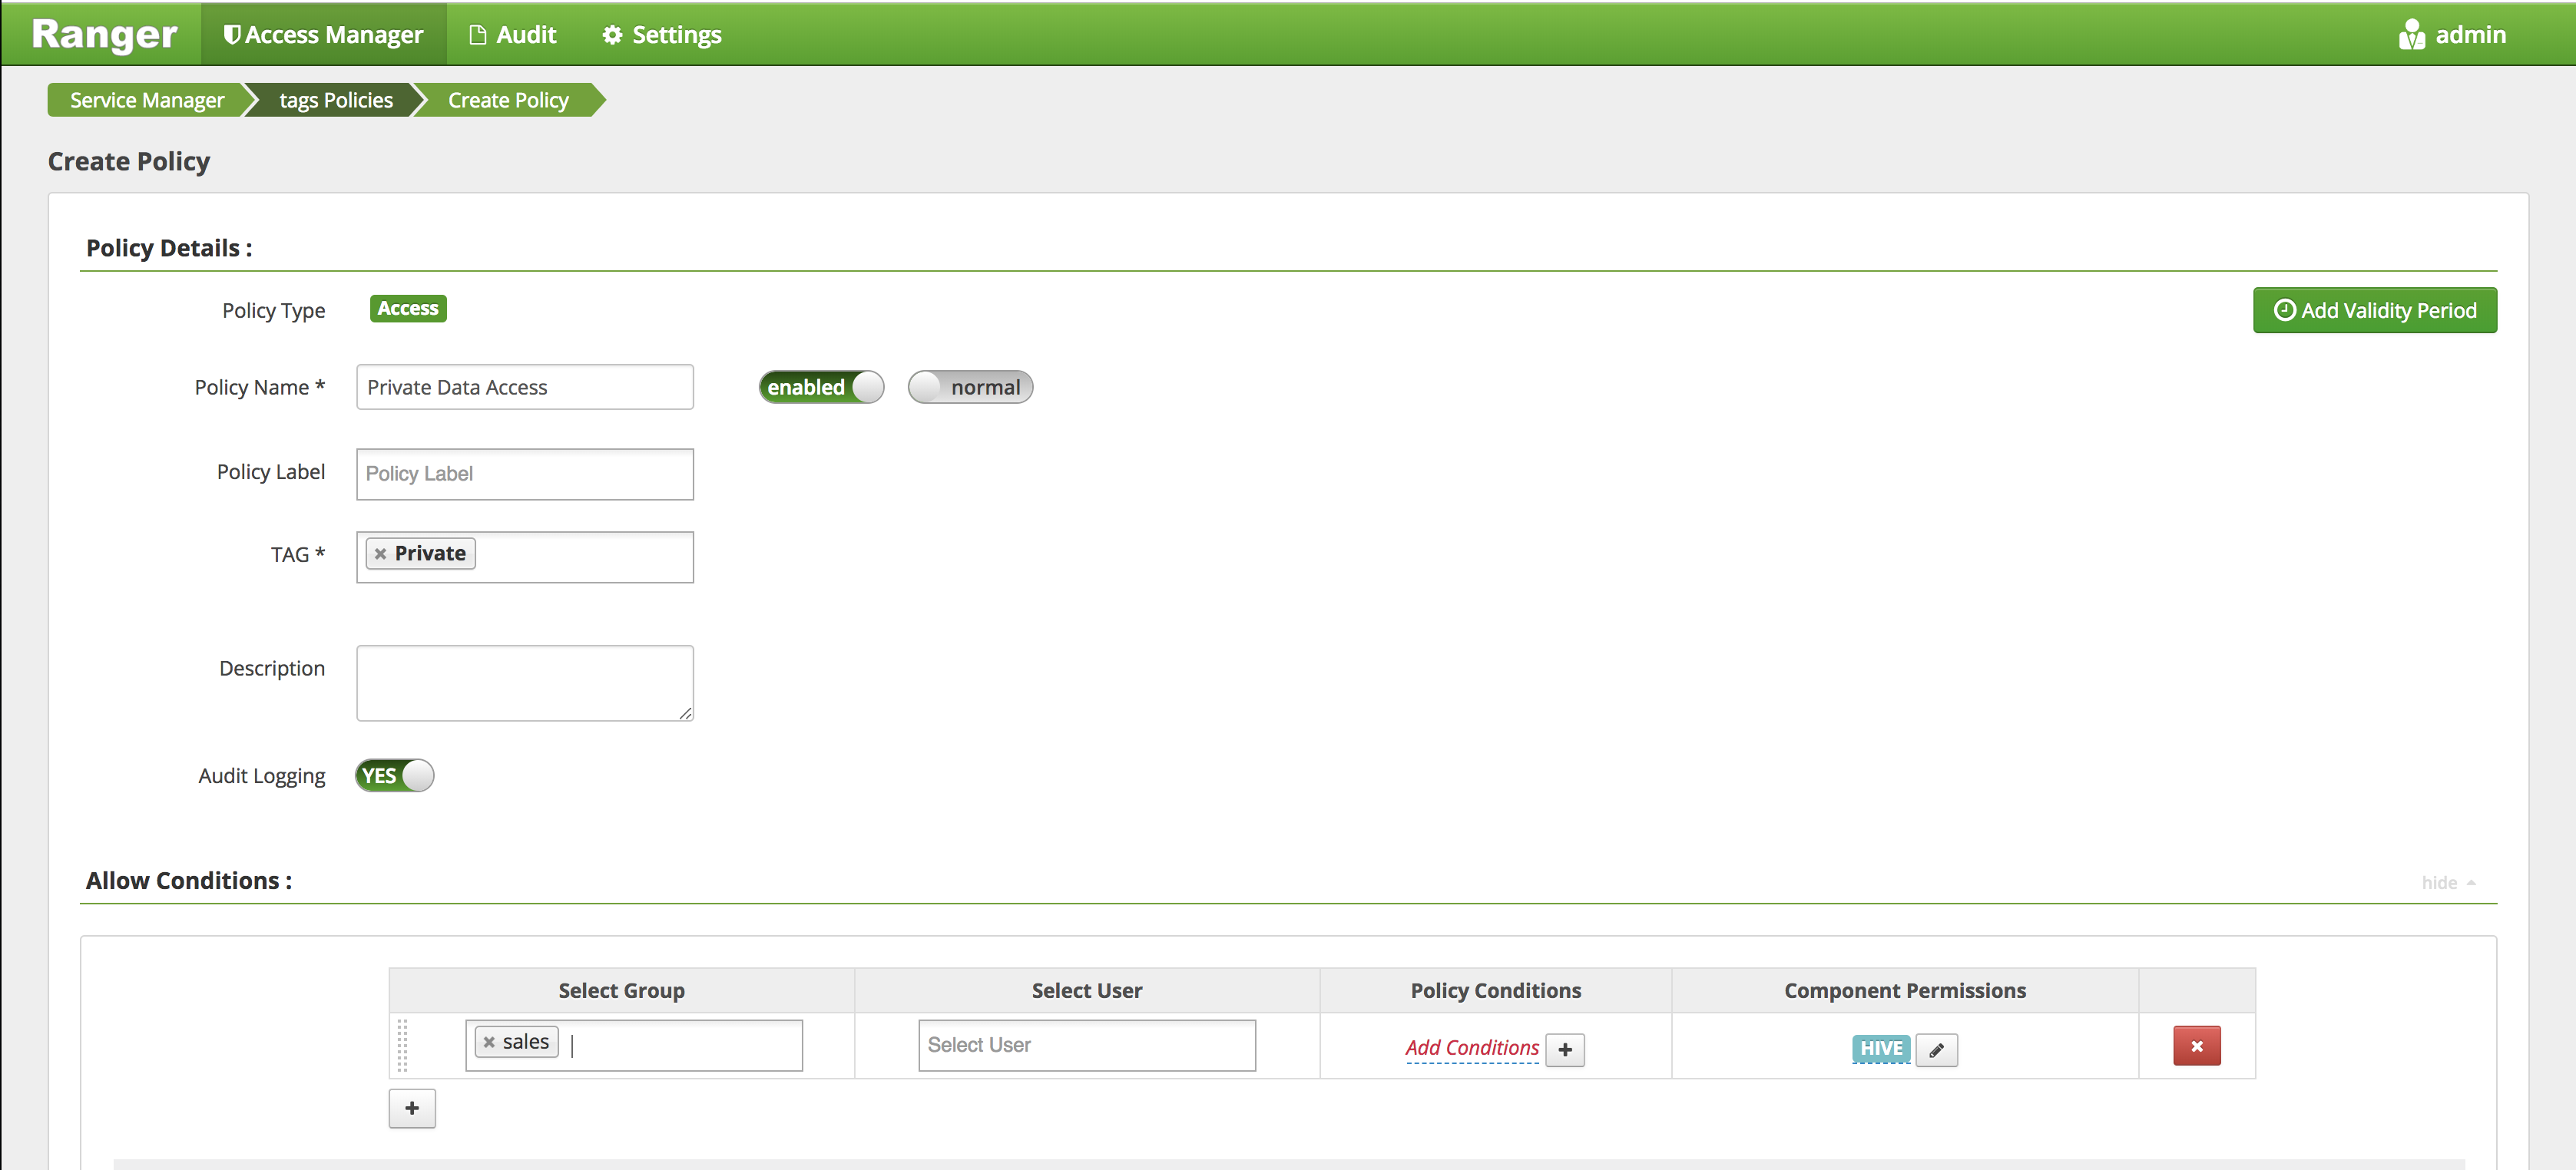 Ranger Access Manager Audit Settings admin
Service Manager tags Policies Create Policy
Create Policy
Policy Details :
Policy Type Access Add Validity Period
Policy Name * Private Data Access enabled normal
Policy Label Policy Label
TAG * × Private
Description
Audit Logging YES
Allow Conditions : hide
Select Group Select User Policy Conditions Component Permissions
× sales Select User Add Conditions + HIVE ×
+